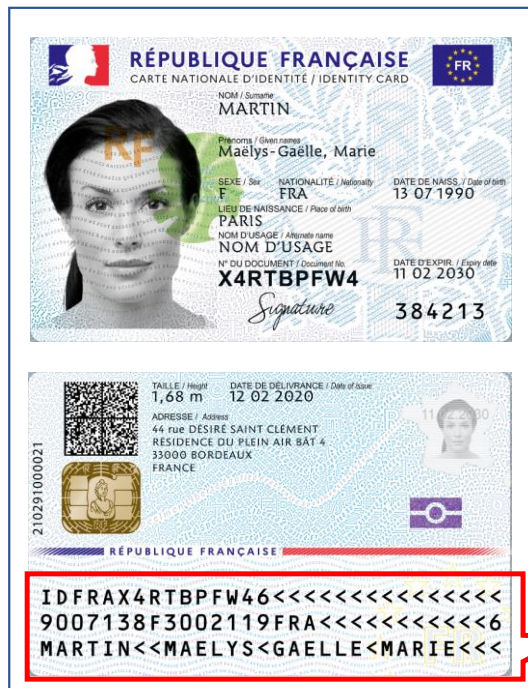 RÉPUBLIQUE FRANÇAISE
FR
CARTE NATIONALE D'IDENTITÉ / IDENTITY CARD
NOM / Surname
MARTIN
Prénoms / Given names
Maëlys-Gaëlle, Marie
SEXE / Sex NATIONALITÉ / Nationality DATE DE NAISS. / Date of birth
F FRA 13 07 1990
LIEU DE NAISSANCE / Place of birth
PARIS
NOM D'USAGE / Alternate name
NOM D'USAGE
N° DU DOCUMENT / Document No. DATE D'EXPIR. / Expiry date
X4RTBPFW4 11 02 2030
Signature 384213
RF
TAILLE / Height DATE DE DÉLIVRANCE / Date of issue
1,68 m 12 02 2020
ADRESSE / Address
44 rue DÉSIRÉ SAINT CLÉMENT
RÉSIDENCE DU PLEIN AIR BÂT 4
33000 BORDEAUX
FRANCE
11 02 2030
210291000021
RÉPUBLIQUE FRANÇAISE
IDFRAX4RTBPFW46<<<<<<<<<<<<<<<
9007138F3002119FRA<<<<<<<<<<<6
MARTIN<<MAELYS<GAELLE<MARIE<<<